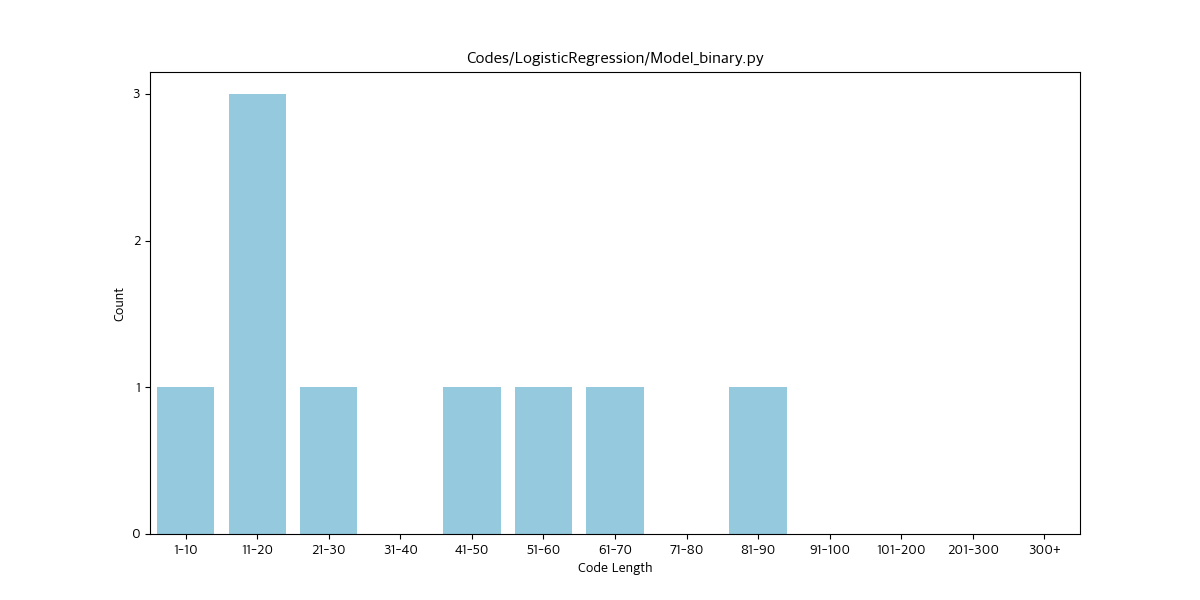 Codes/LogisticRegression/Model_binary.py
3
2
1
0
Count
1-10 11-20 21-30 31-40 41-50 51-60 61-70 71-80 81-90 91-100 101-200 201-300 300+
Code Length